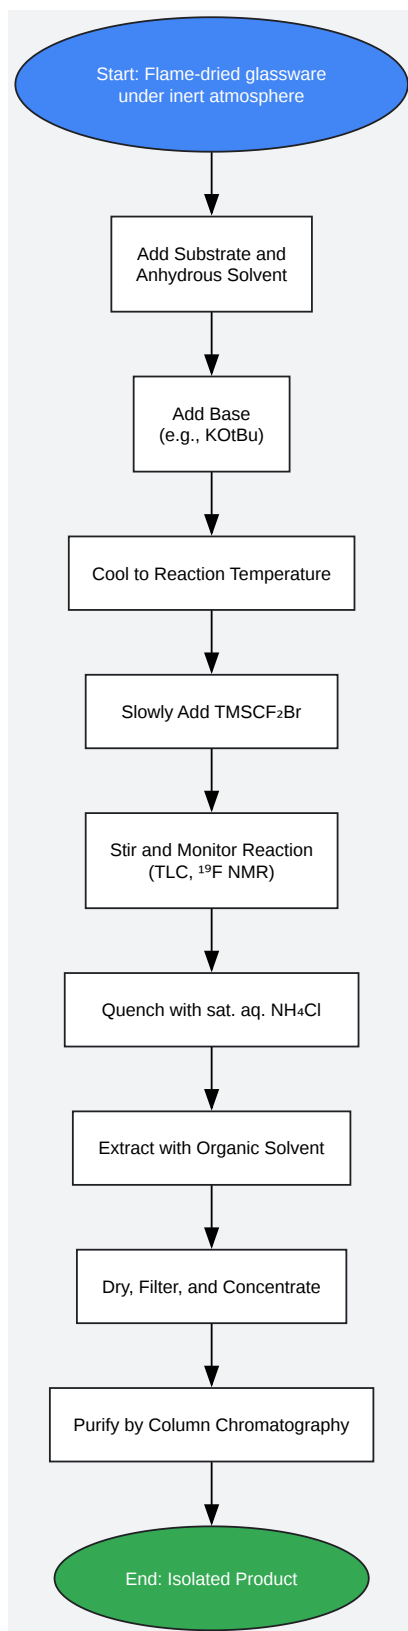 Start: Flame-dried glassware
under inert atmosphere
Add Substrate and
Anhydrous Solvent
Add Base
(e.g., KOtBu)
Cool to Reaction Temperature
Slowly Add TMSCF₂Br
Stir and Monitor Reaction
(TLC, ¹⁹F NMR)
Quench with sat. aq. NH₄Cl
Extract with Organic Solvent
Dry, Filter, and Concentrate
Purify by Column Chromatography
End: Isolated Product